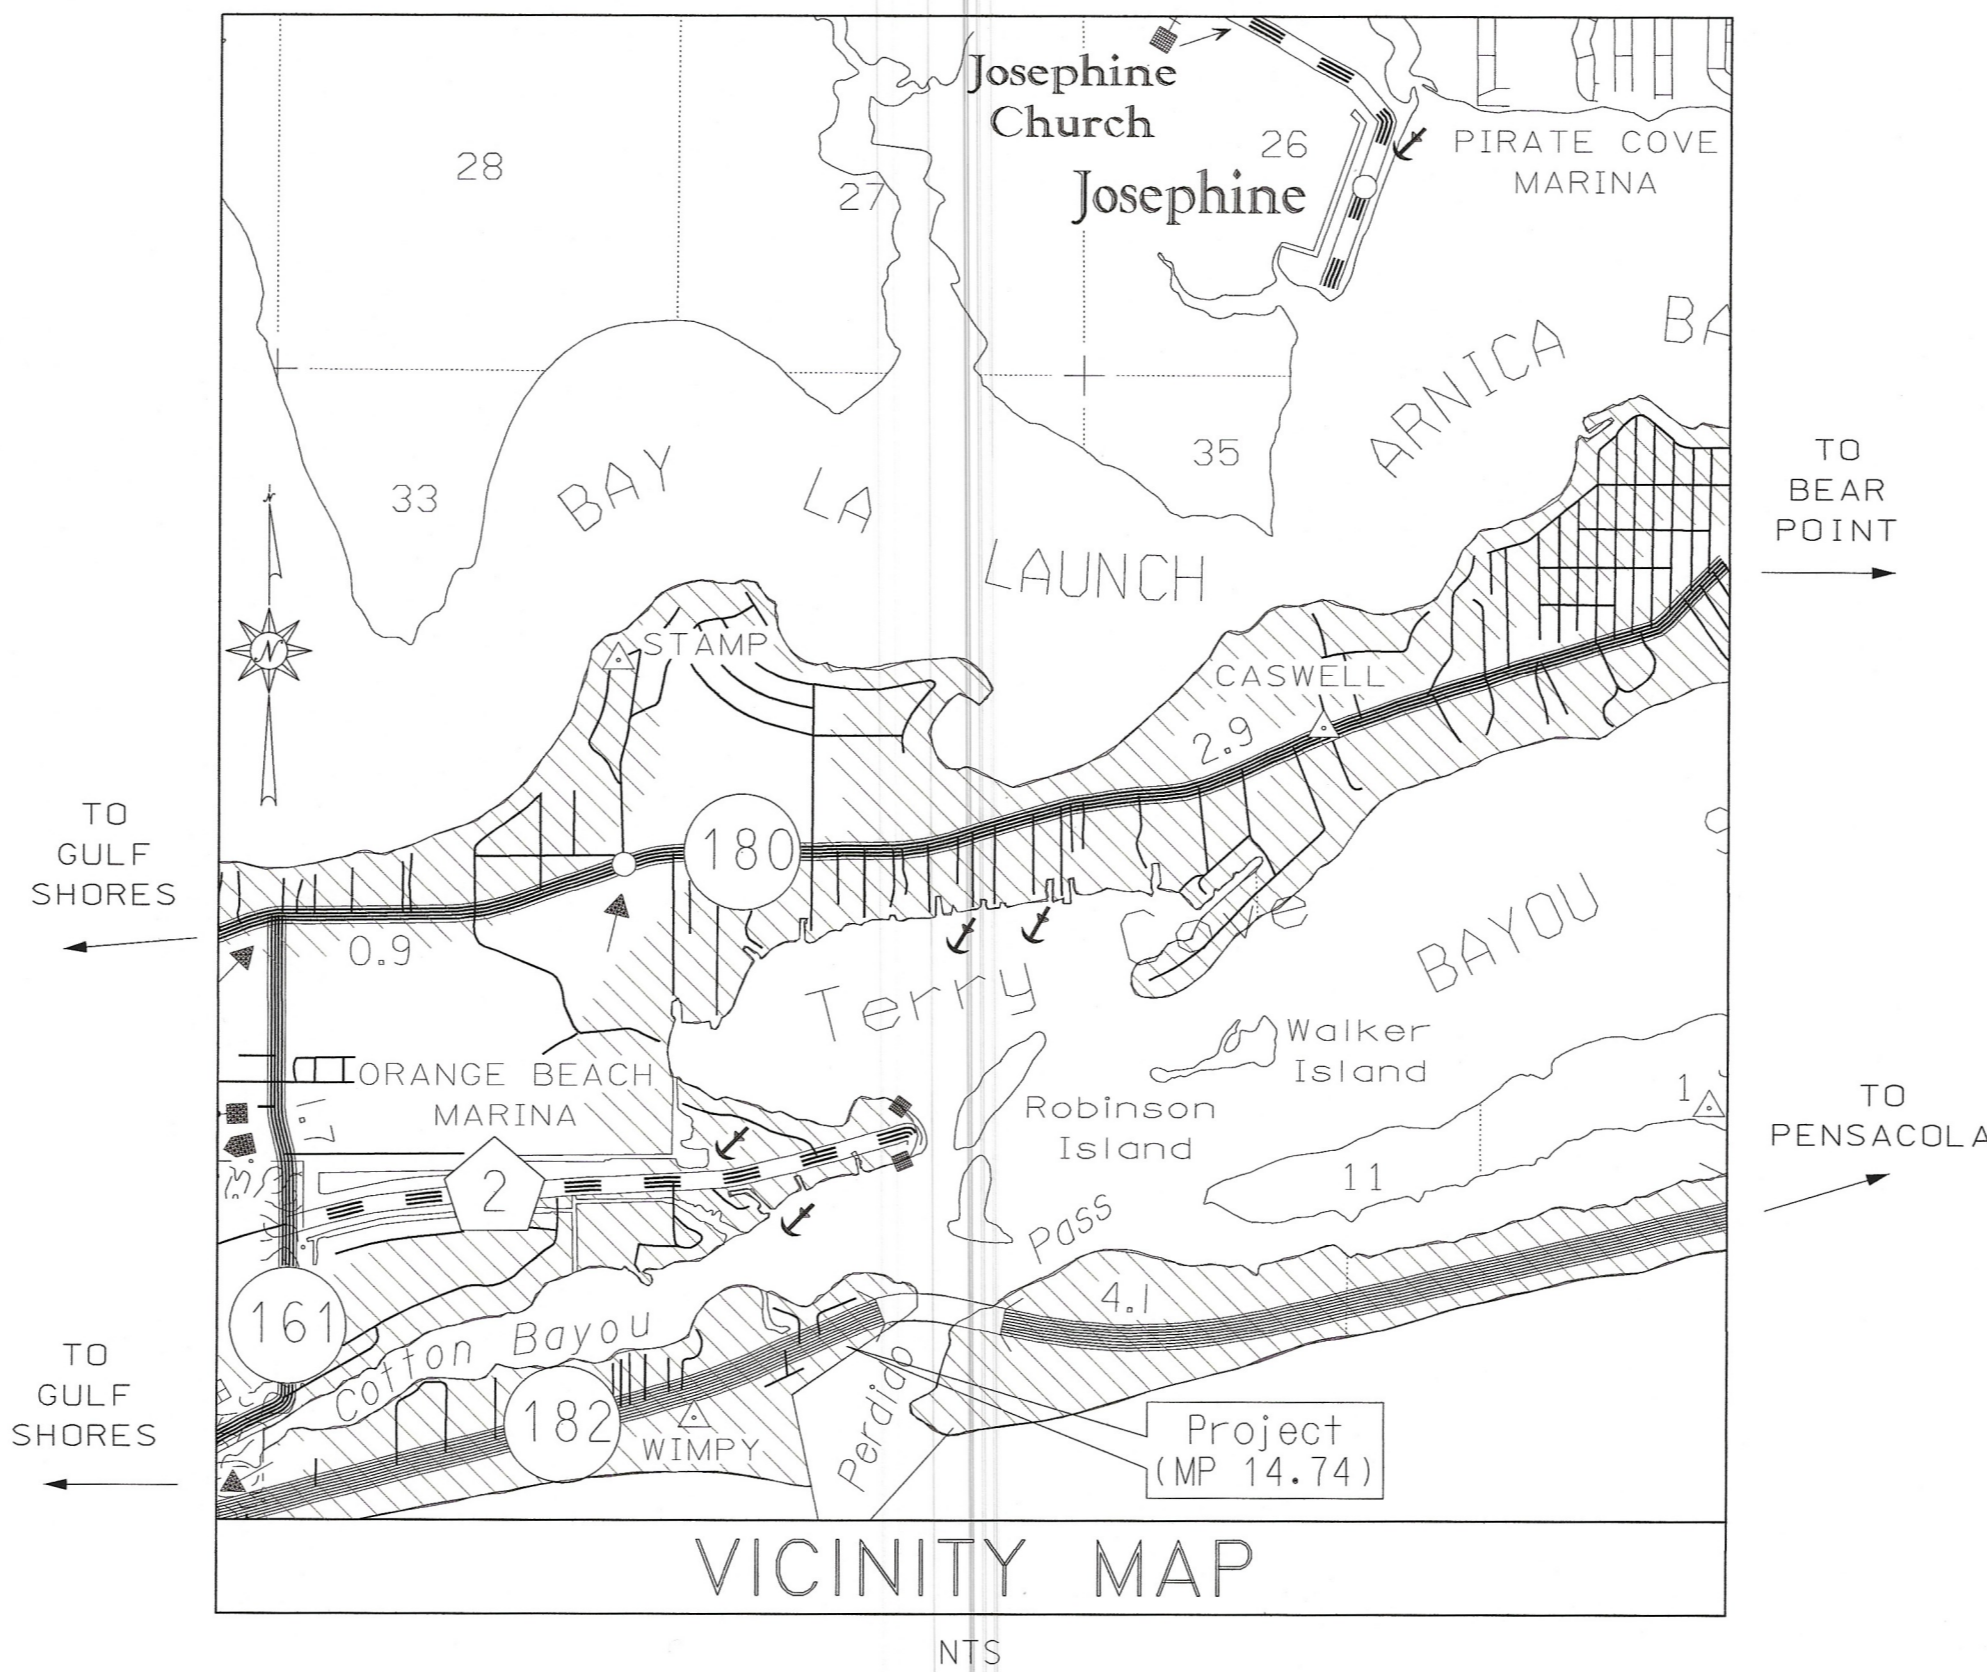 Josephine
Church
28
27
26
PIRATE COVE
MARINA
Josephine
BA
ARNICA
35
33
BAY LA LAUNCH
TO
BEAR
POINT
N
STAMP
CASWELL
2.9
TO
GULF
SHORES
180
0.9
Terry Cove
BAYOU
Walker
Island
ORANGE BEACH
MARINA
1.7
Robinson
Island
1
TO
PENSACOLA
2
11
Pass
4.1
161
Cotton Bayou
TO
GULF
SHORES
182
WIMPY
Perdido
Project
(MP 14.74)
VICINITY MAP
NTS